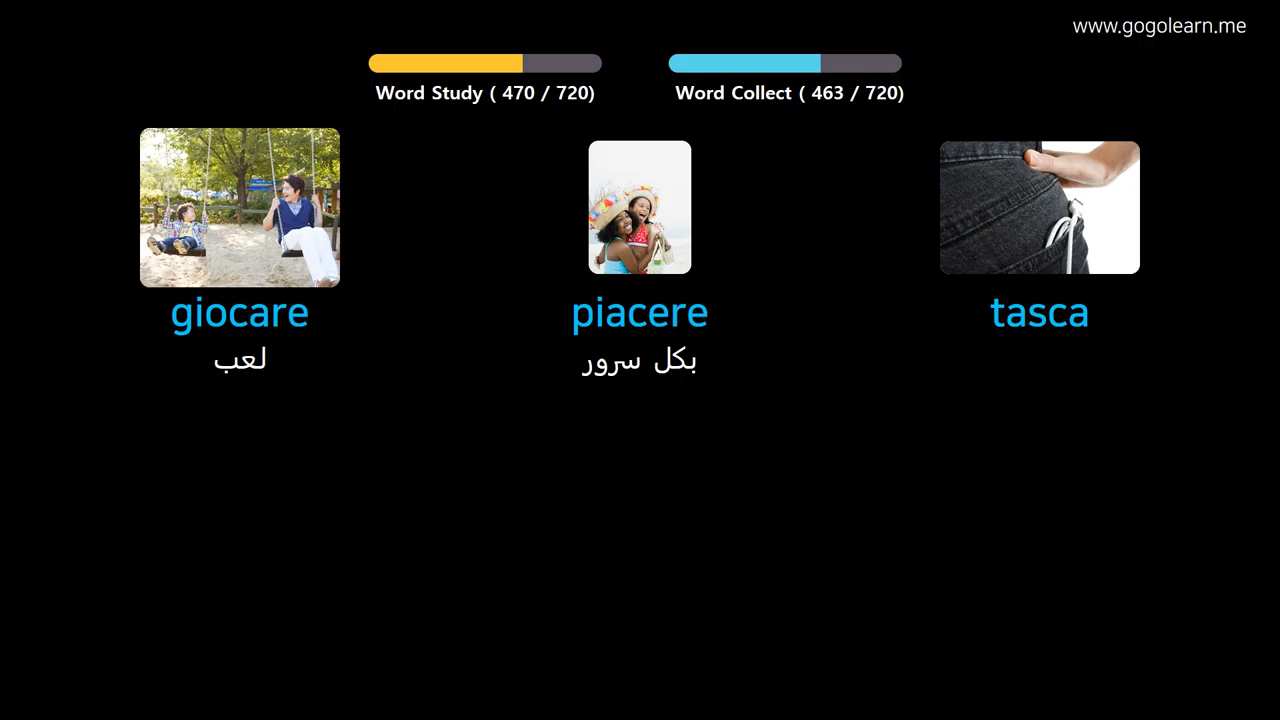 www.gogolearn.me
Word Study ( 470 / 720)
Word Collect ( 463 / 720)
giocare
لعب
piacere
بكل سرور
tasca